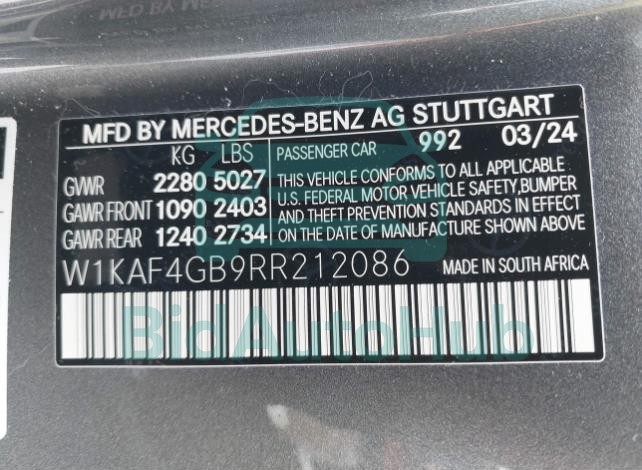 MFD BY MERCEDES-BENZ AG STUTTGART
KG LBS PASSENGER CAR 992 03/24
GVWR 2280 5027
GAWR FRONT 1090 2403
GAWR REAR 1240 2734
THIS VEHICLE CONFORMS TO ALL APPLICABLE
U.S. FEDERAL MOTOR VEHICLE SAFETY, BUMPER
AND THEFT PREVENTION STANDARDS IN EFFECT
ON THE DATE OF MANUFACTURE SHOWN ABOVE.
W1KAF4GB9RR212086 MADE IN SOUTH AFRICA
BidAutoHub